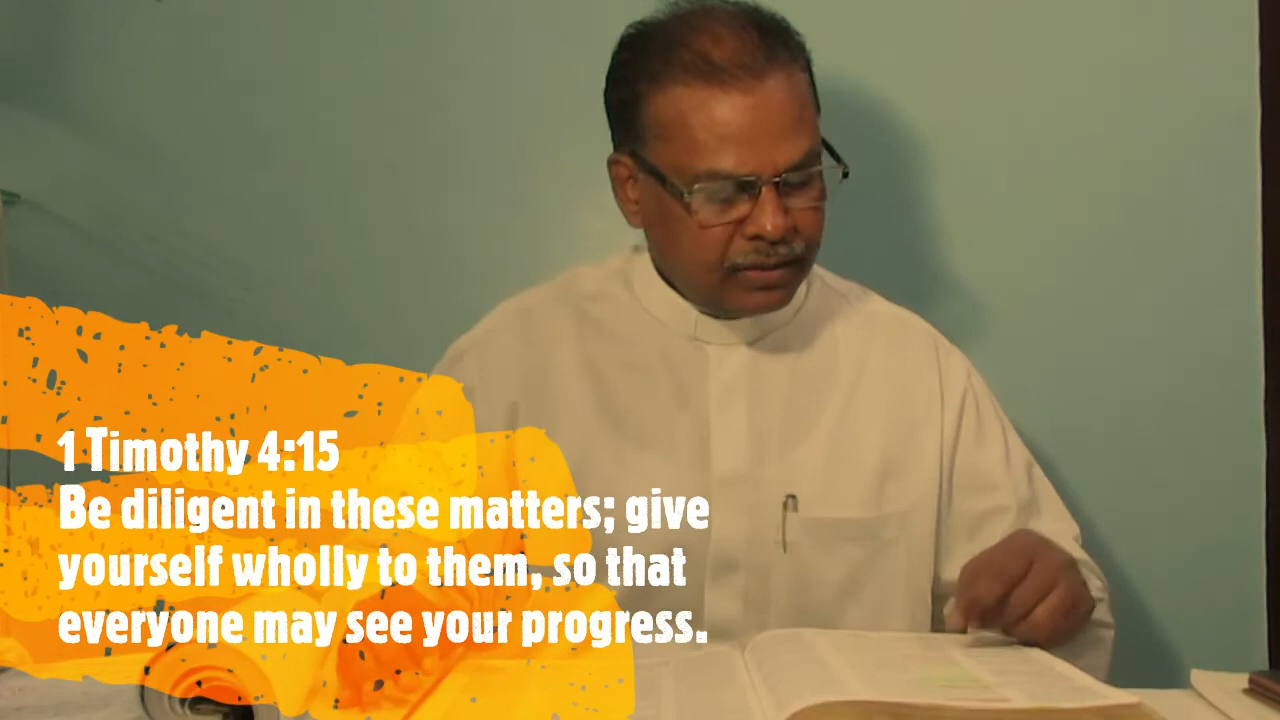 1 Timothy 4:15
Be diligent in these matters; give
yourself wholly to them, so that
everyone may see your progress.